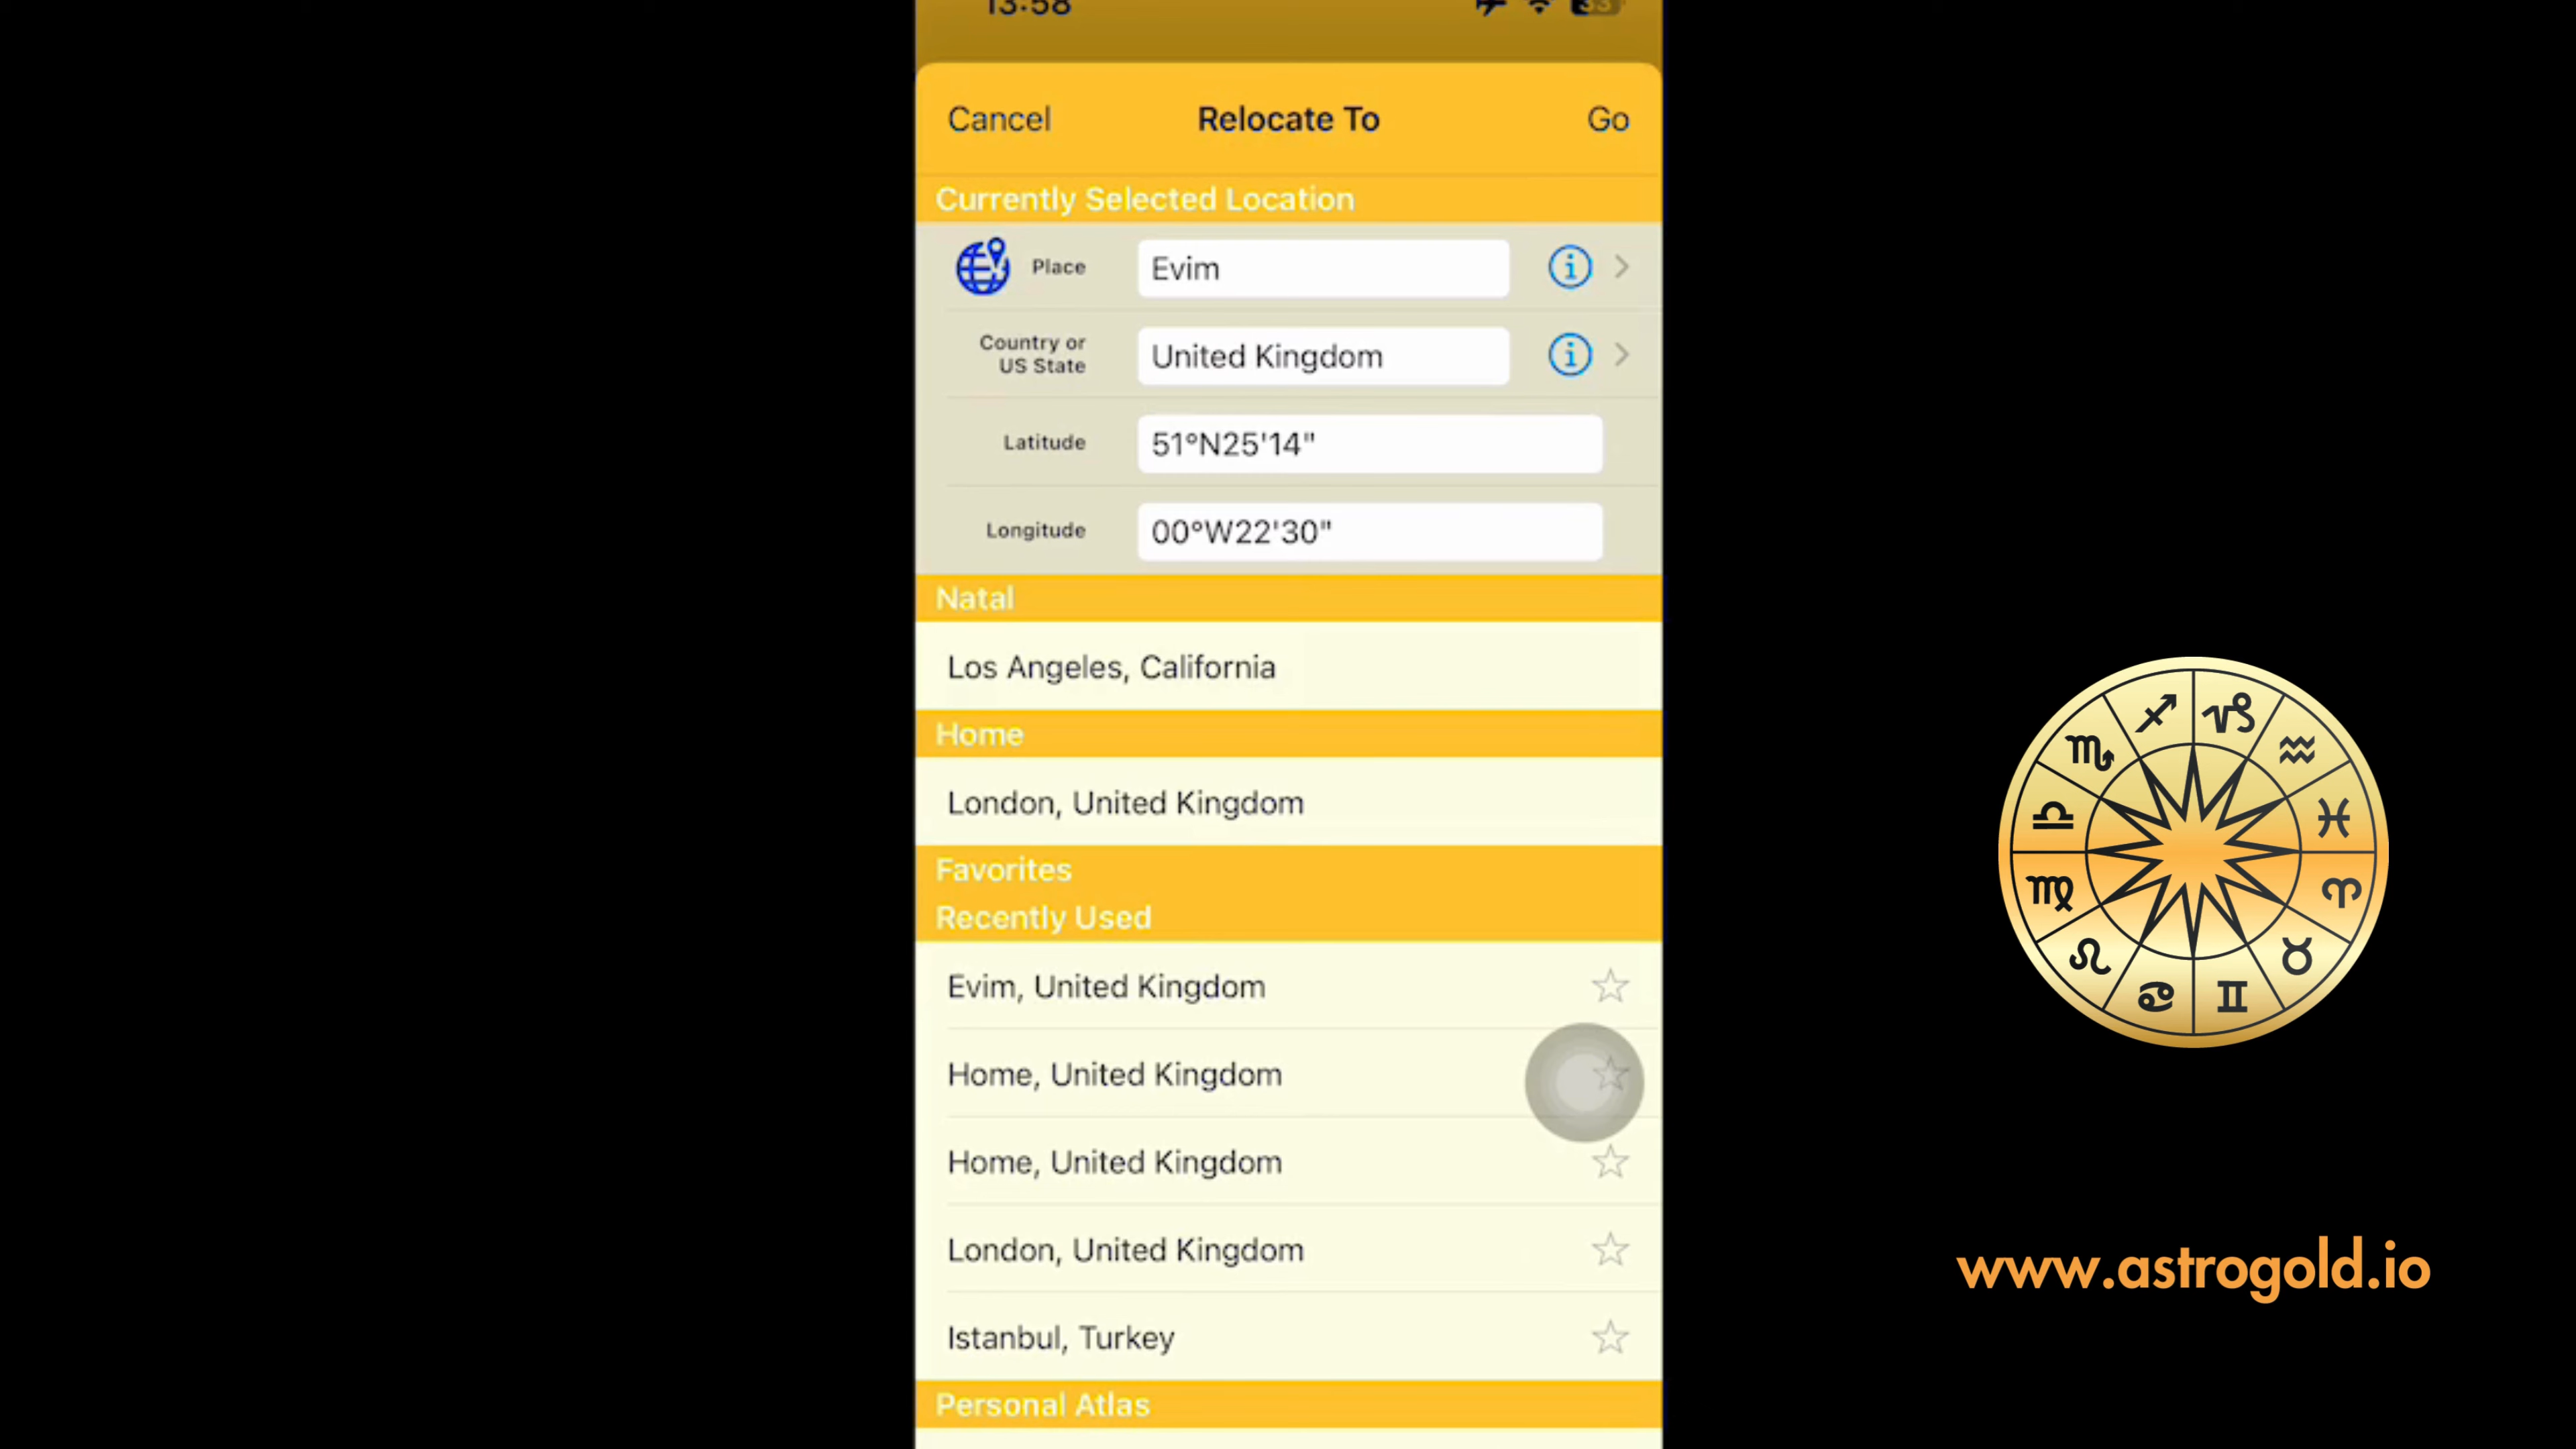 13:58
33
Cancel
Relocate To
Go
Currently Selected Location
Place
Evim
Country or
US State
United Kingdom
Latitude
51°N25'14"
Longitude
00°W22'30"
Natal
Los Angeles, California
Home
London, United Kingdom
Favorites
Recently Used
Evim, United Kingdom
Home, United Kingdom
Home, United Kingdom
London, United Kingdom
Istanbul, Turkey
Personal Atlas
www.astrogold.io